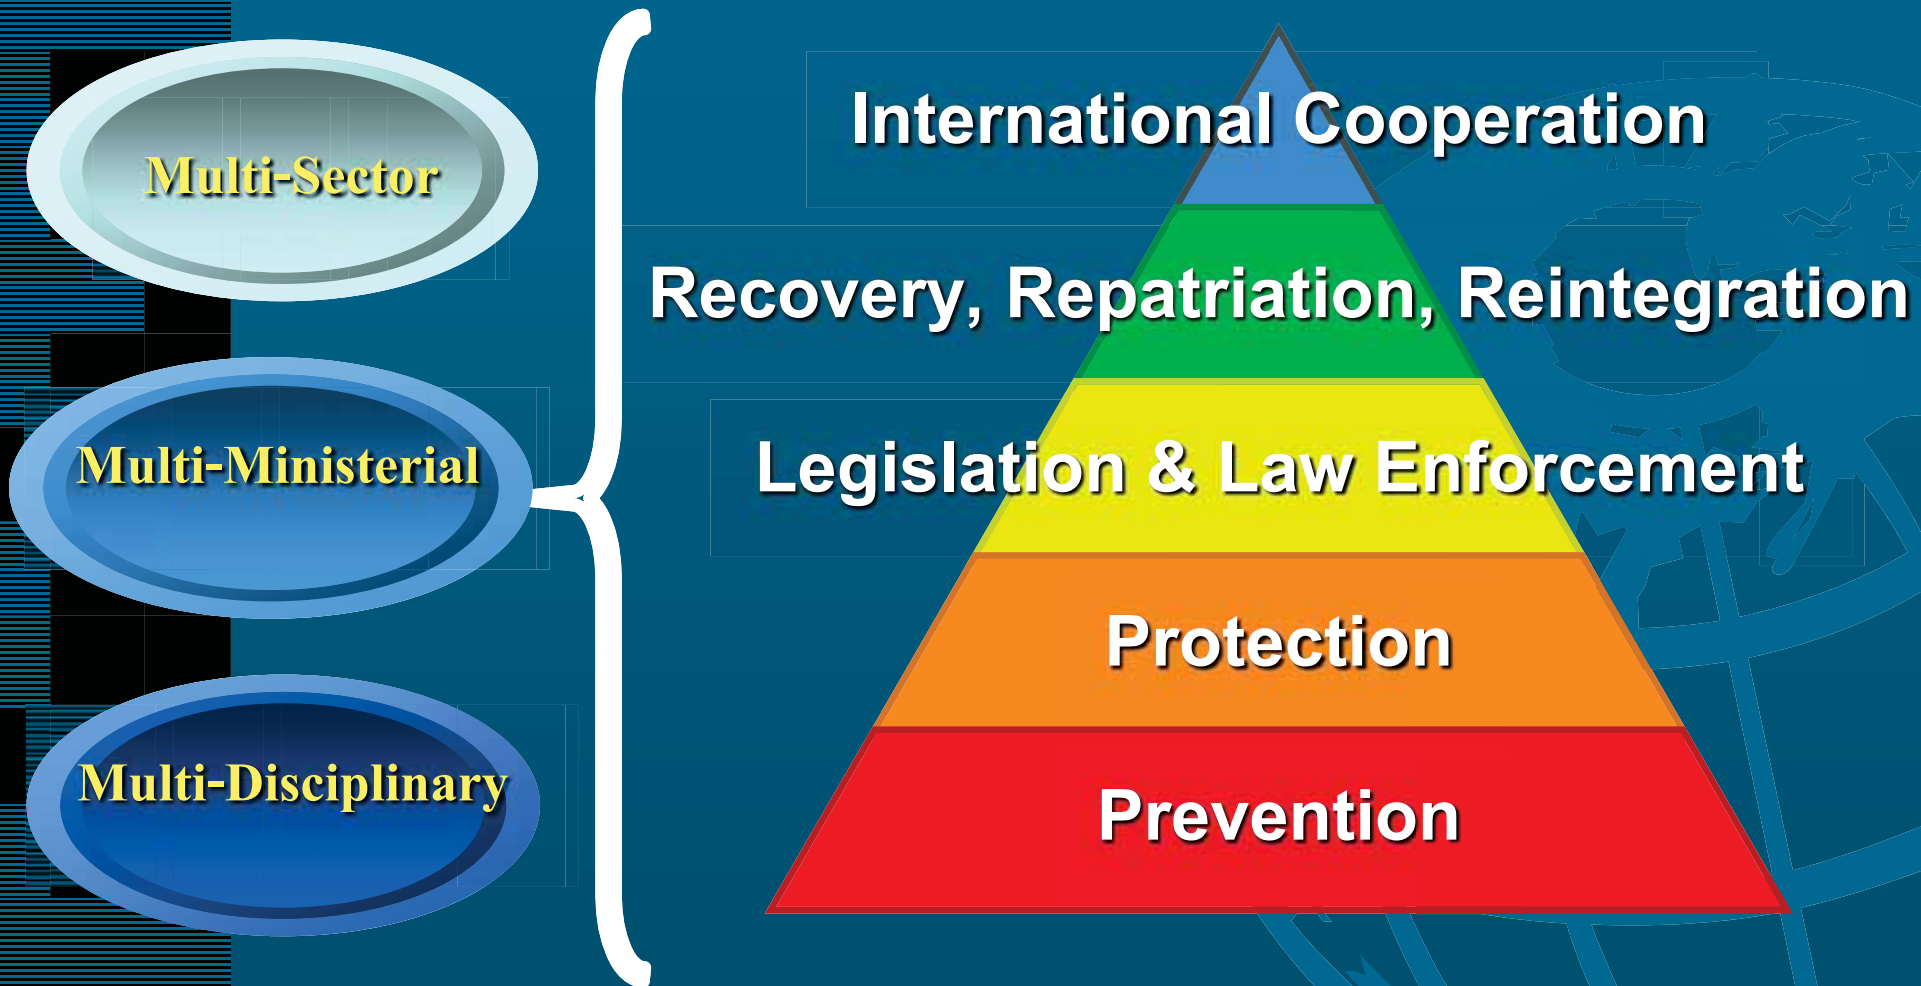 Multi-Sector
Multi-Ministerial
Multi-Disciplinary
International Cooperation
Recovery, Repatriation, Reintegration
Legislation & Law Enforcement
Protection
Prevention